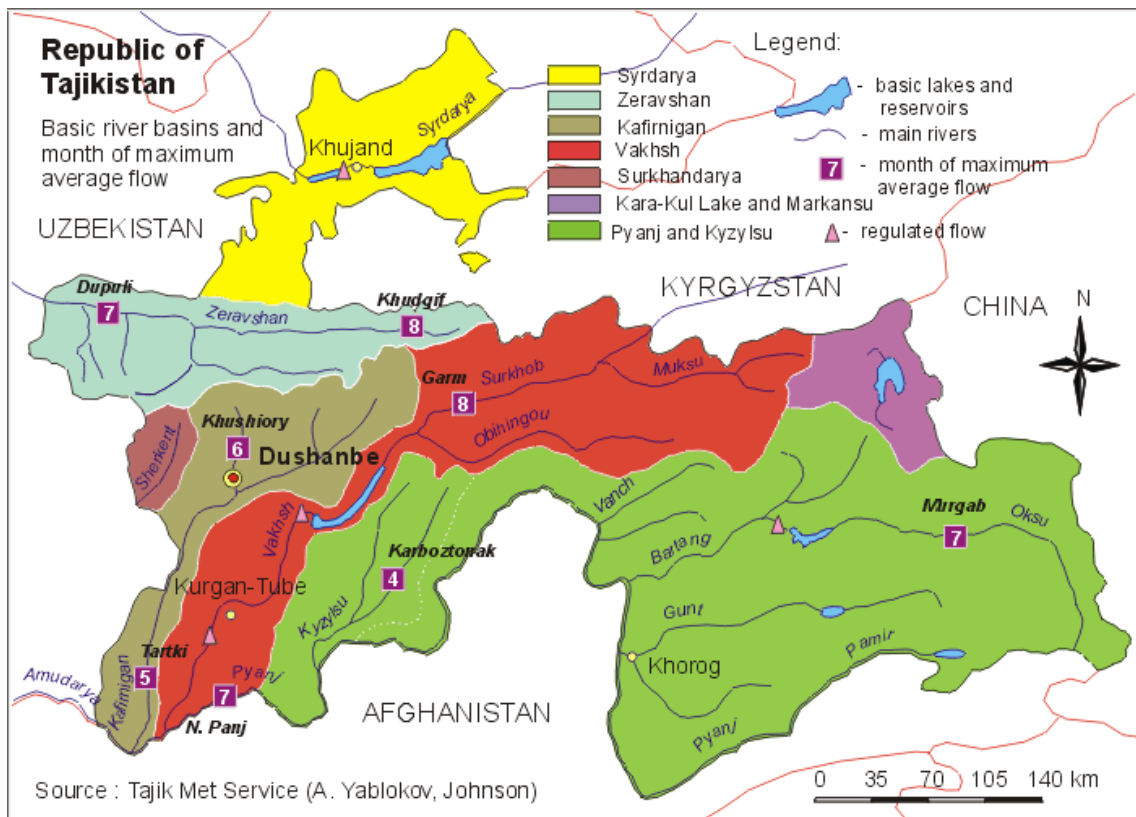 Republic of
Tajikistan
Basic river basins and
month of maximum
average flow
Legend:
Syrdarya
Zeravshan
Kafirnigan
Vakhsh
Surkhandarya
Kara-Kul Lake and Markansu
Pyanj and Kyzylsu
- basic lakes and
reservoirs
- main rivers
7
- month of maximum
average flow
- regulated flow
Syrdarya
Khujand
UZBEKISTAN
KYRGYZSTAN
CHINA
N
Dupuli
7
Zeravshan
Khudgif
8
Garm
8
Surkhob
Muksu
Obihingou
Khushiory
6
Dushanbe
Sherkent
Vakhsh
Vanch
Bartang
Murgab
7
Oksu
Karboztonak
4
Kurgan-Tube
Kyzylsu
Gunt
Pamir
Khorog
Tartki
5
Kafirnigan
Amudarya
Pyanj
7
N. Panj
AFGHANISTAN
Pyanj
Source : Tajik Met Service (A. Yablokov, Johnson)
0 35 70 105 140 km